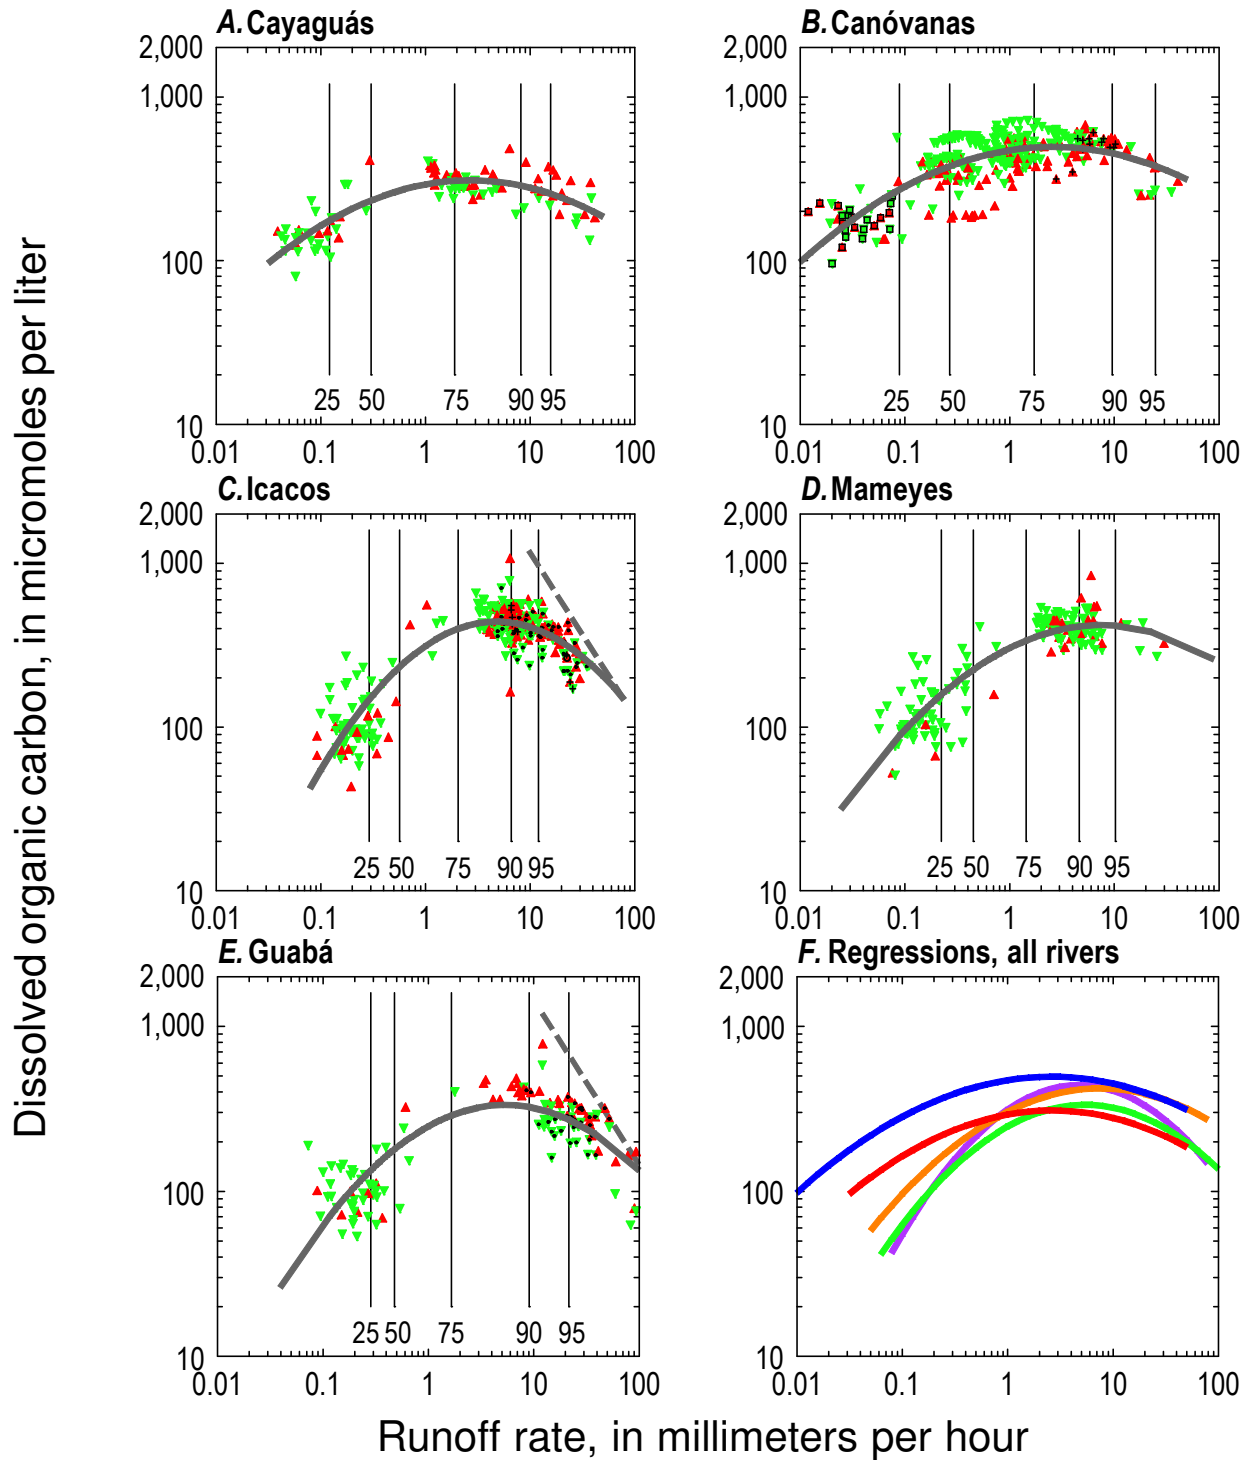 A. Cayaguás
B. Canóvanas
2,000
1,000
100
10
25 50 75 90 95
0.01 0.1 1 10 100
2,000
1,000
100
10
25 50 75 90 95
0.01 0.1 1 10 100
C. Icacos
D. Mameyes
2,000
1,000
100
10
25 50 75 90 95
0.01 0.1 1 10 100
2,000
1,000
100
10
25 50 75 90 95
0.01 0.1 1 10 100
E. Guabá
F. Regressions, all rivers
2,000
1,000
100
10
25 50 75 90 95
0.01 0.1 1 10 100
2,000
1,000
100
10
0.01 0.1 1 10 100
Dissolved organic carbon, in micromoles per liter
Runoff rate, in millimeters per hour